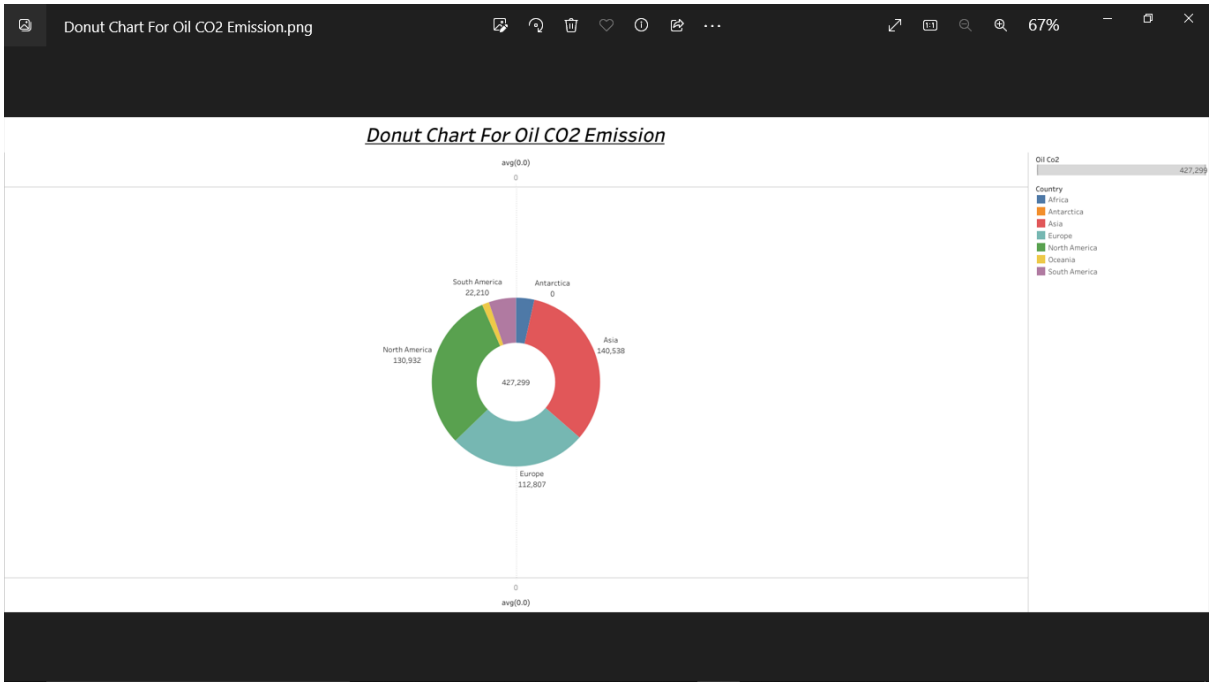 Donut Chart For Oil CO2 Emission.png
67%
Donut Chart For Oil CO2 Emission
avg(0.0)
0
Oil Co2
427,299
Country
Africa
Antarctica
Asia
Europe
North America
Oceania
South America
South America
22,210
Antarctica
0
Asia
140,538
North America
130,932
427,299
Europe
112,807
0
avg(0.0)